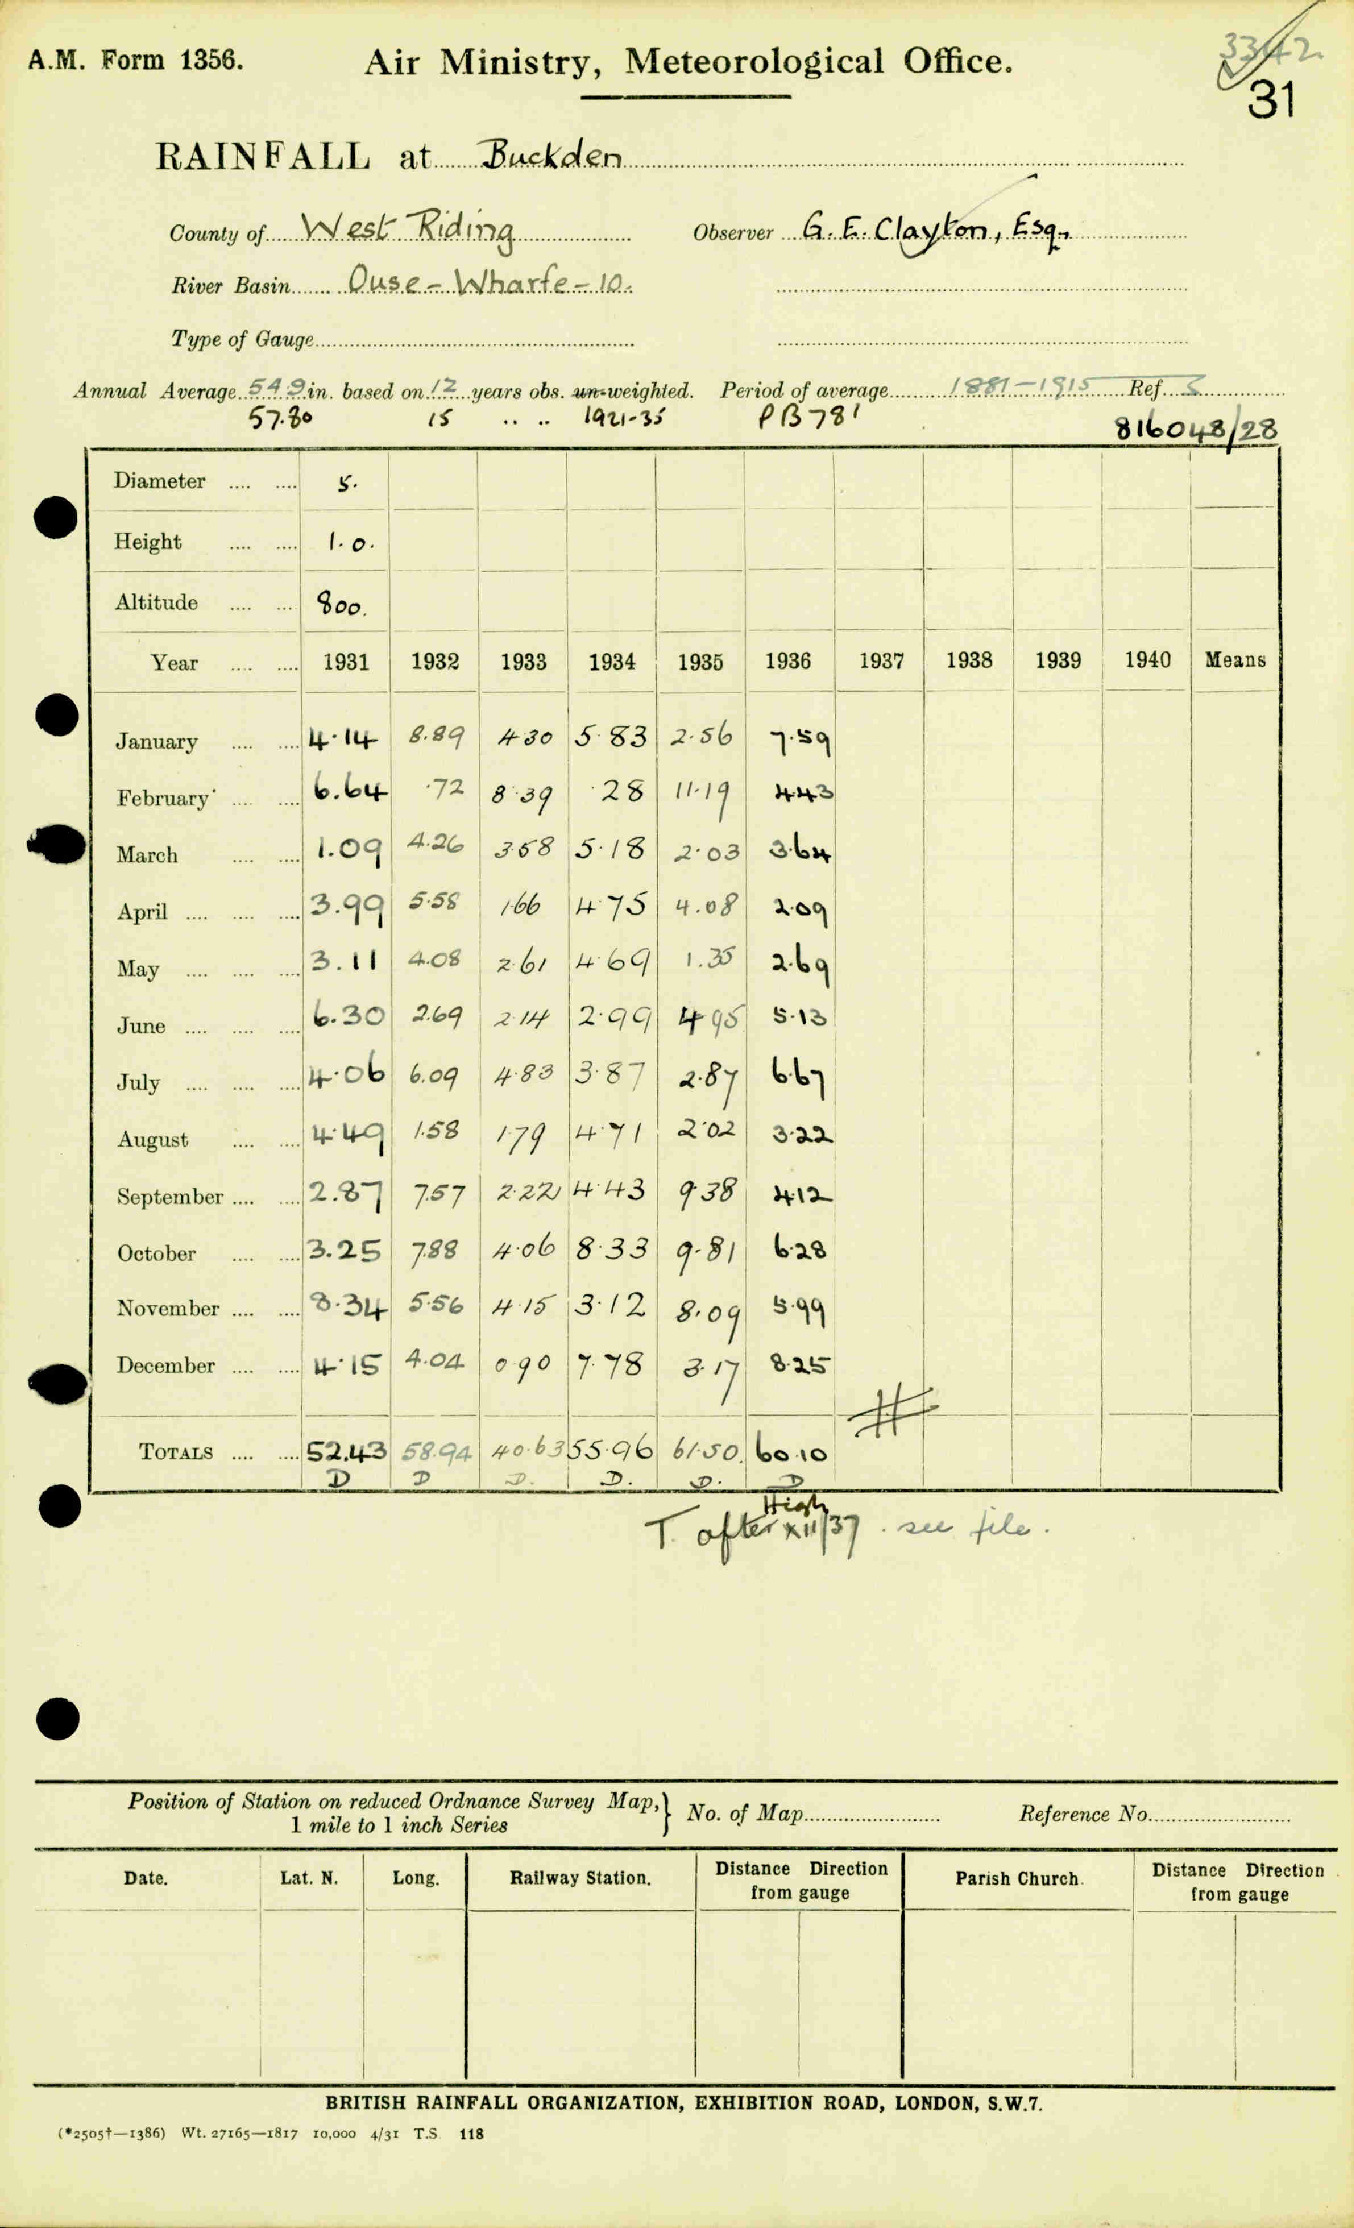 A.M. Form 1356.
Air Ministry, Meteorological Office.
3342
31
RAINFALL at Buckden
County of West Riding Observer G. E. Clayton, Esq.,
River Basin Ouse - Wharfe - 10.
Type of Gauge
Annual Average 54.9 in. based on 12 years obs. un-weighted. Period of average 1881-1915 Ref. S
57.80 15 .. .. 1921-35 PB781
816048/28
Diameter 5.
Height 1.0.
Altitude 800.
Year 1931 1932 1933 1934 1935 1936 1937 1938 1939 1940 Means
January 4.14 8.89 4.30 5.83 2.56 7.59
February 6.64 .72 8.39 .28 11.19 4.43
March 1.09 4.26 3.58 5.18 2.03 3.64
April 3.99 5.58 1.66 4.75 4.08 2.09
May 3.11 4.08 2.61 4.69 1.35 2.69
June 6.30 2.69 2.14 2.99 4.95 5.13
July 4.06 6.09 4.83 3.87 2.87 6.67
August 4.49 1.58 1.79 4.71 2.02 3.22
September 2.87 7.57 2.22 4.43 9.38 4.12
October 3.25 7.88 4.06 8.33 9.81 6.28
November 8.34 5.56 4.15 3.12 8.09 5.99
December 4.15 4.04 0.90 7.78 3.17 8.25
TOTALS 52.43 58.94 40.63 55.96 61.50 60.10
D D D. D. D. D
High
T. after XII/37 . see file.
Position of Station on reduced Ordnance Survey Map, } No. of Map Reference No.
1 mile to 1 inch Series
Date. Lat. N. Long. Railway Station. Distance Direction from gauge Parish Church. Distance Direction from gauge
BRITISH RAINFALL ORGANIZATION, EXHIBITION ROAD, LONDON, S.W.7.
(*2505†—1386) Wt. 27165—1817 10,000 4/31 T.S. 118